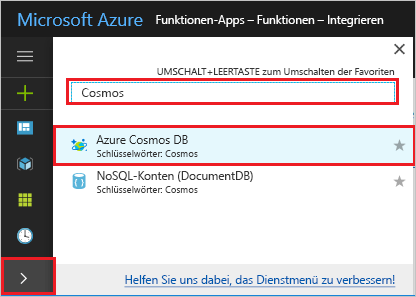 Microsoft Azure Funktionen-Apps – Funktionen – Integrieren
UMSCHALT+LEERTASTE zum Umschalten der Favoriten
Cosmos
Azure Cosmos DB
Schlüsselwörter: Cosmos
NoSQL-Konten (DocumentDB)
Schlüsselwörter: Cosmos
Helfen Sie uns dabei, das Dienstmenü zu verbessern!